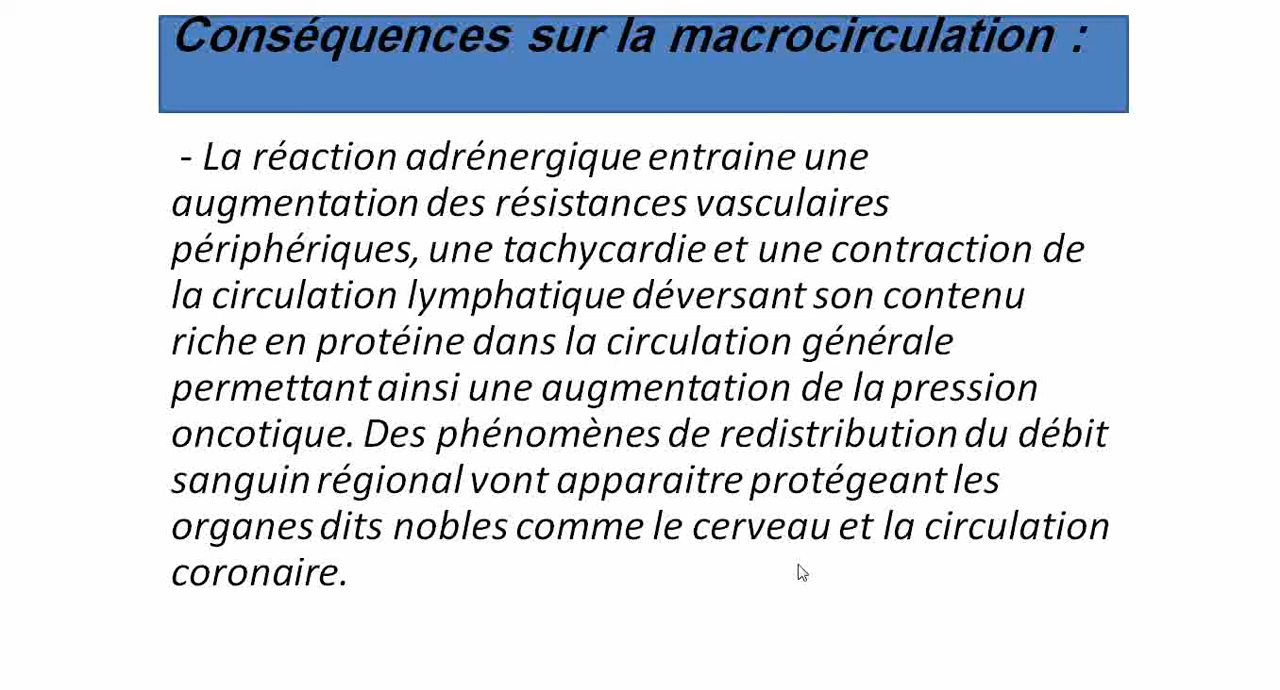 Conséquences sur la macrocirculation :
- La réaction adrénergique entraine une
augmentation des résistances vasculaires
périphériques, une tachycardie et une contraction de
la circulation lymphatique déversant son contenu
riche en protéine dans la circulation générale
permettant ainsi une augmentation de la pression
oncotique. Des phénomènes de redistribution du débit
sanguin régional vont apparaitre protégeant les
organes dits nobles comme le cerveau et la circulation
coronaire.